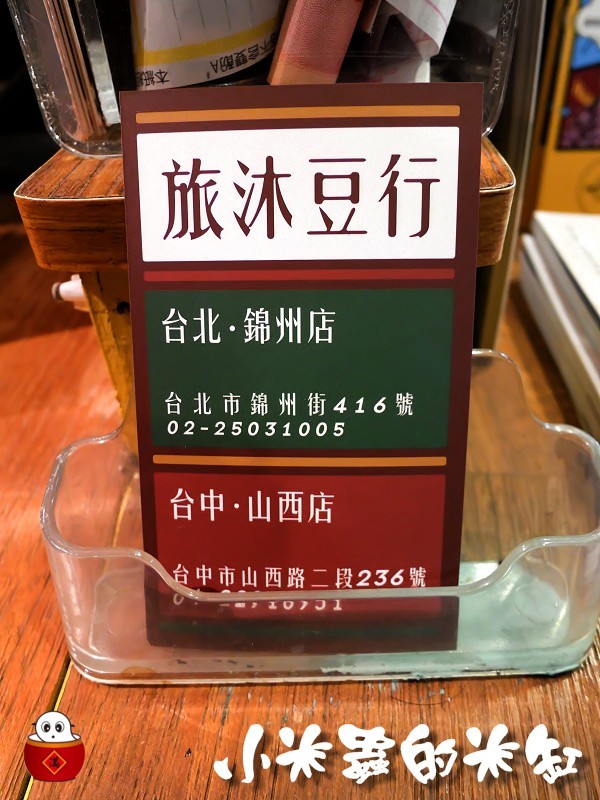 旅沐豆行
台北·錦州店
台北市錦州街416號
02-25031005
台中·山西店
台中市山西路二段236號
小米蟲的米缸